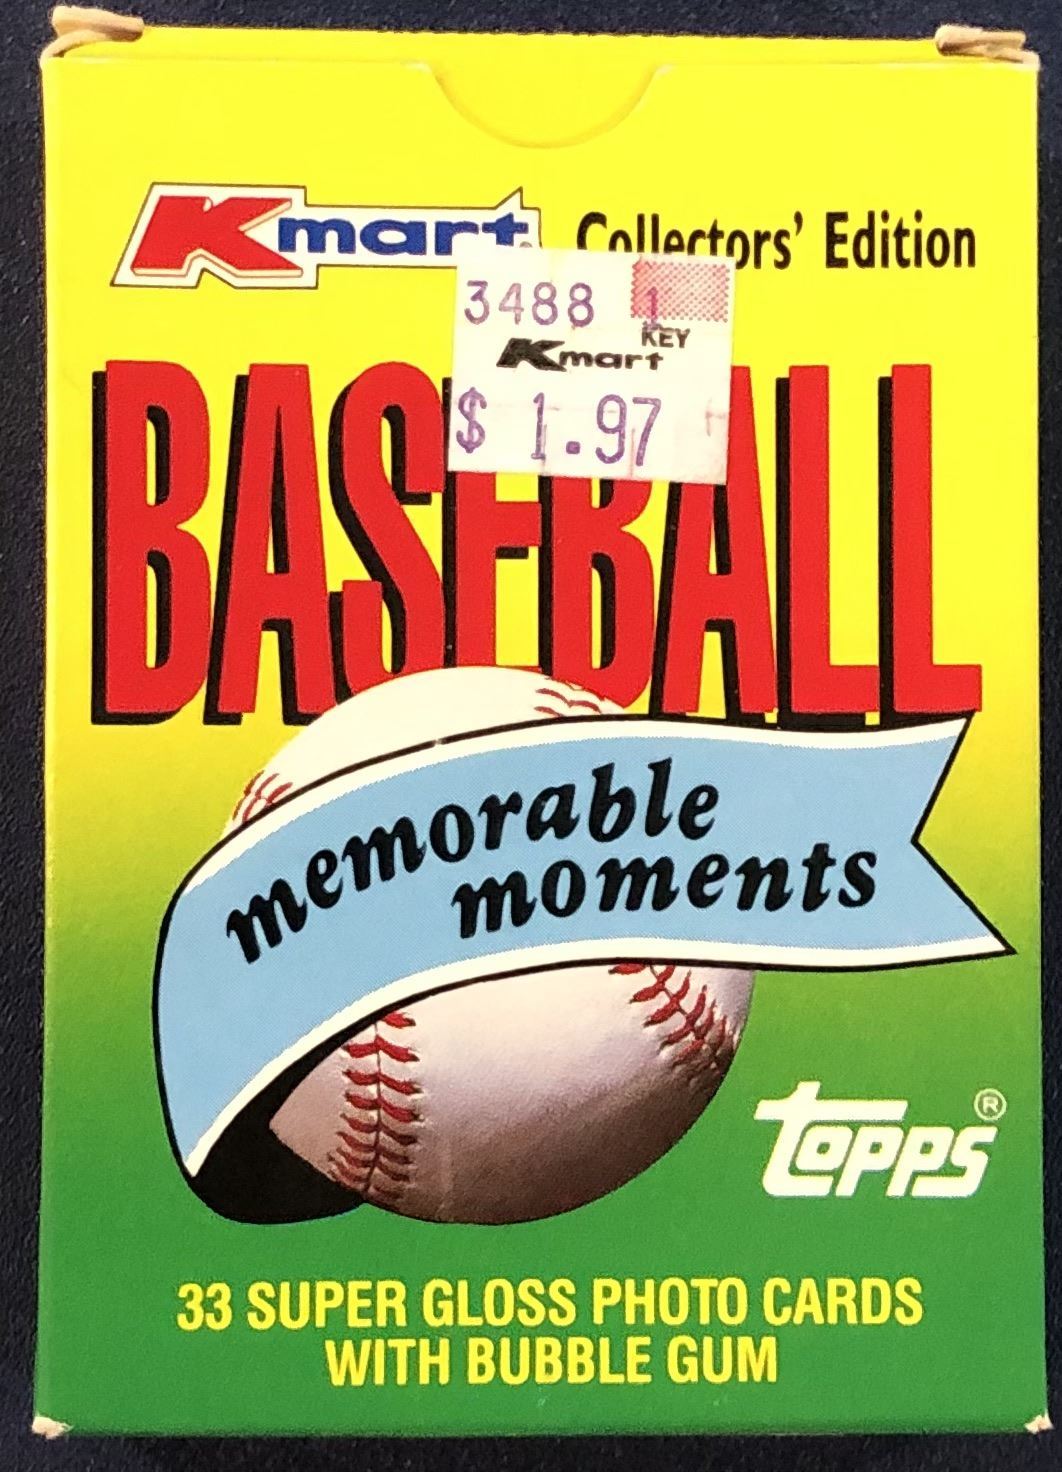 Kmart® Collectors' Edition
3488 1
KEY
Kmart
$ 1.97
BASEBALL
memorable
moments
topps®
33 SUPER GLOSS PHOTO CARDS
WITH BUBBLE GUM